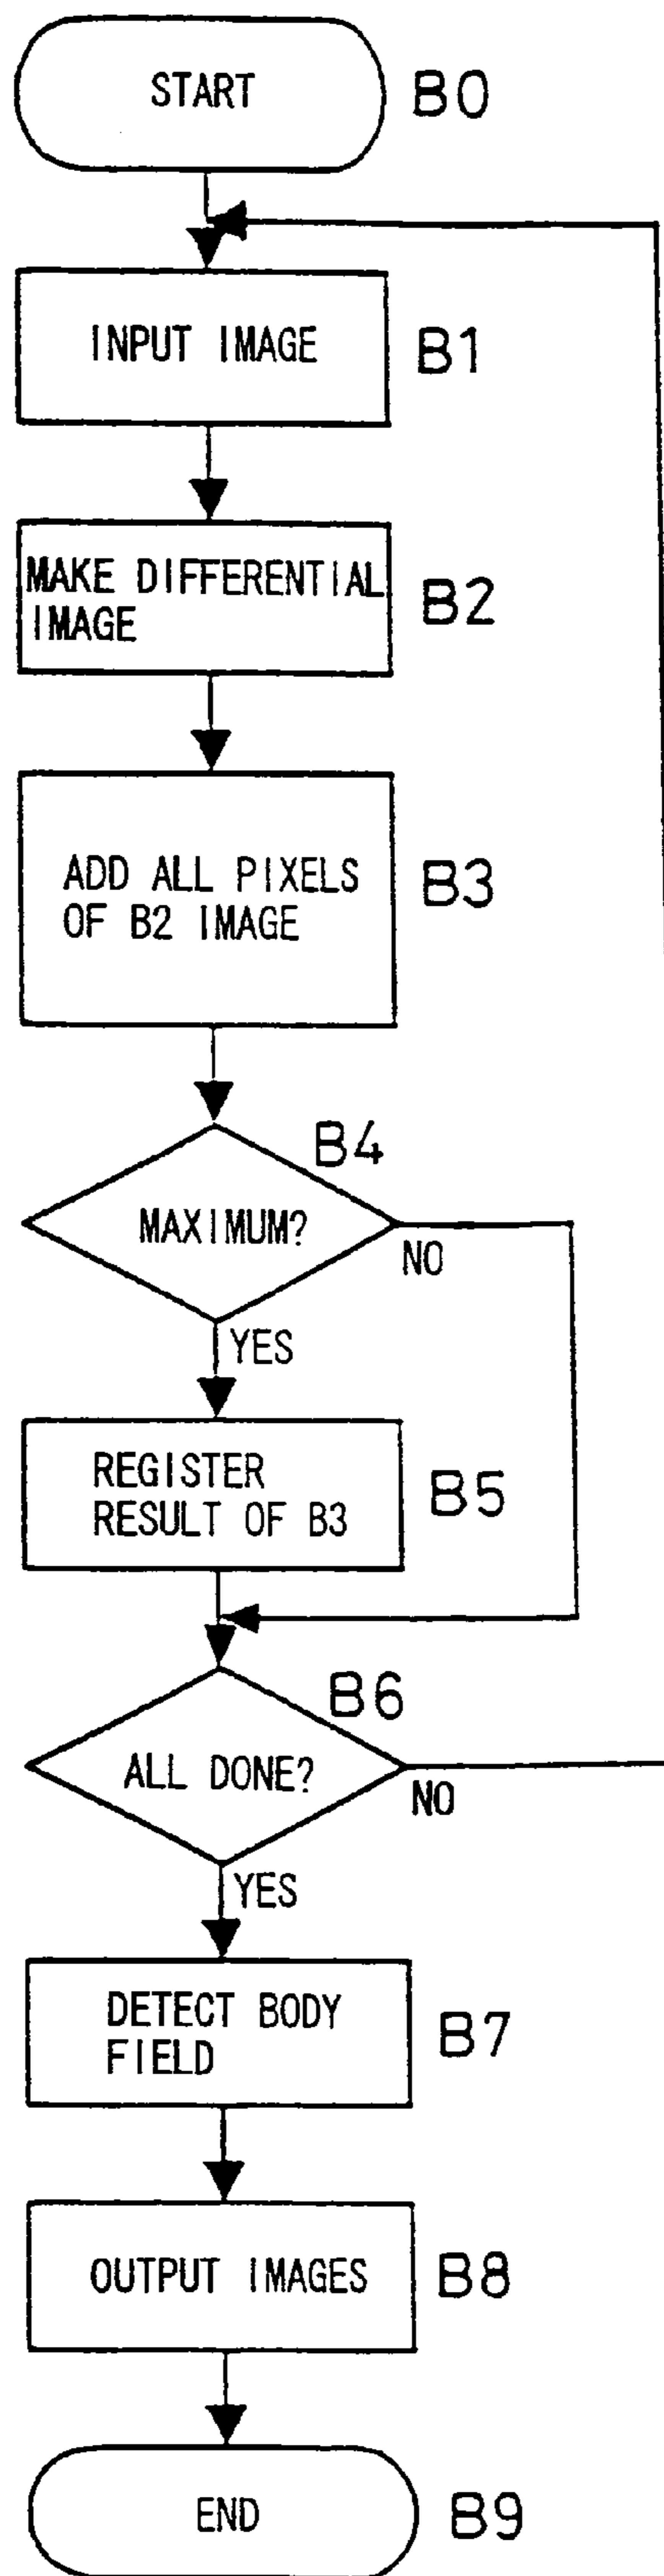 START
B0
INPUT IMAGE
B1
MAKE DIFFERENTIAL
IMAGE
B2
ADD ALL PIXELS
OF B2 IMAGE
B3
B4
MAXIMUM?
NO
YES
REGISTER
RESULT OF B3
B5
B6
ALL DONE?
NO
YES
DETECT BODY
FIELD
B7
OUTPUT IMAGES
B8
END
B9